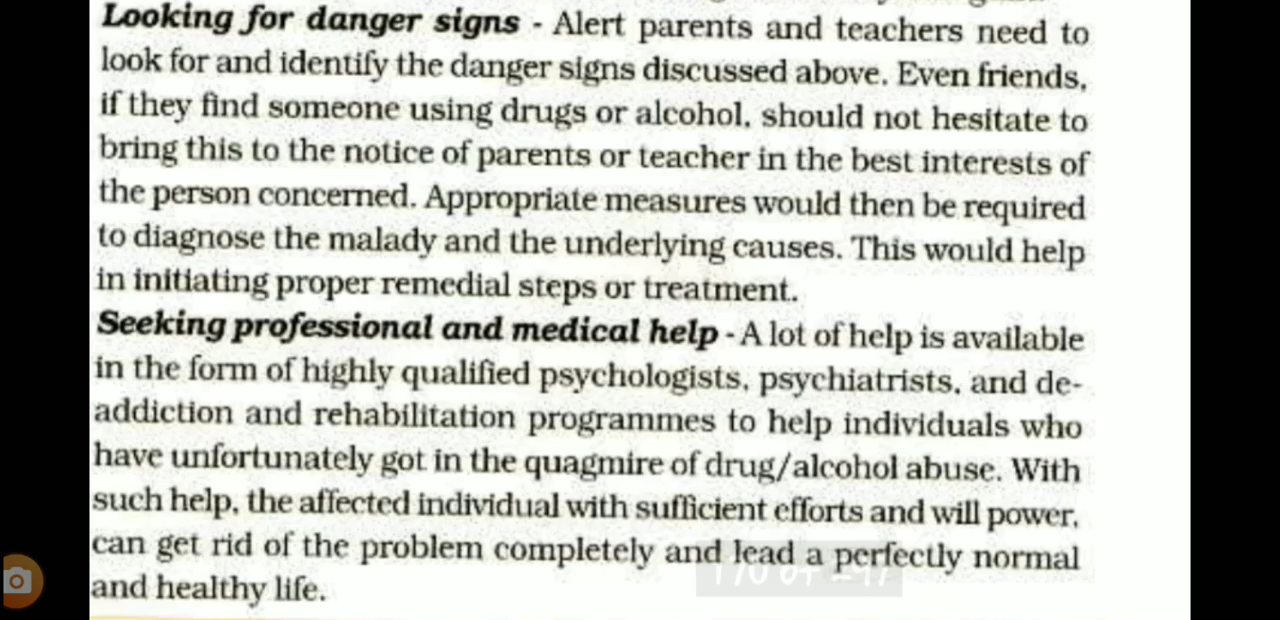 Looking for danger signs - Alert parents and teachers need to
look for and identify the danger signs discussed above. Even friends,
if they find someone using drugs or alcohol, should not hesitate to
bring this to the notice of parents or teacher in the best interests of
the person concerned. Appropriate measures would then be required
to diagnose the malady and the underlying causes. This would help
in initiating proper remedial steps or treatment.
Seeking professional and medical help - A lot of help is available
in the form of highly qualified psychologists, psychiatrists, and de-
addiction and rehabilitation programmes to help individuals who
have unfortunately got in the quagmire of drug/alcohol abuse. With
such help, the affected individual with sufficient efforts and will power,
can get rid of the problem completely and lead a perfectly normal
and healthy life.